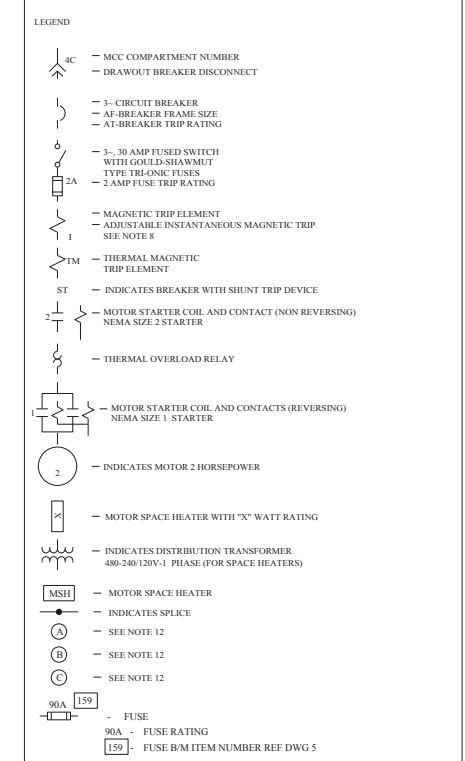 LEGEND
4C
— MCC COMPARTMENT NUMBER
— DRAWOUT BREAKER DISCONNECT
— 3~ CIRCUIT BREAKER
— AF-BREAKER FRAME SIZE
— AT-BREAKER TRIP RATING
— 3~, 30 AMP FUSED SWITCH
WITH GOULD-SHAWMUT
TYPE TRI-ONIC FUSES
2A
— 2 AMP FUSE TRIP RATING
— MAGNETIC TRIP ELEMENT
— ADJUSTABLE INSTANTANEOUS MAGNETIC TRIP
I
SEE NOTE 8
TM
— THERMAL MAGNETIC
TRIP ELEMENT
ST — INDICATES BREAKER WITH SHUNT TRIP DEVICE
2
— MOTOR STARTER COIL AND CONTACT (NON REVERSING)
NEMA SIZE 2 STARTER
— THERMAL OVERLOAD RELAY
1
— MOTOR STARTER COIL AND CONTACTS (REVERSING)
NEMA SIZE 1 STARTER
2
— INDICATES MOTOR 2 HORSEPOWER
X
— MOTOR SPACE HEATER WITH "X" WATT RATING
— INDICATES DISTRIBUTION TRANSFORMER
480-240/120V-1 PHASE (FOR SPACE HEATERS)
MSH — MOTOR SPACE HEATER
— INDICATES SPLICE
A — SEE NOTE 12
B — SEE NOTE 12
C — SEE NOTE 12
90A 159
- FUSE
90A - FUSE RATING
159 - FUSE B/M ITEM NUMBER REF DWG 5